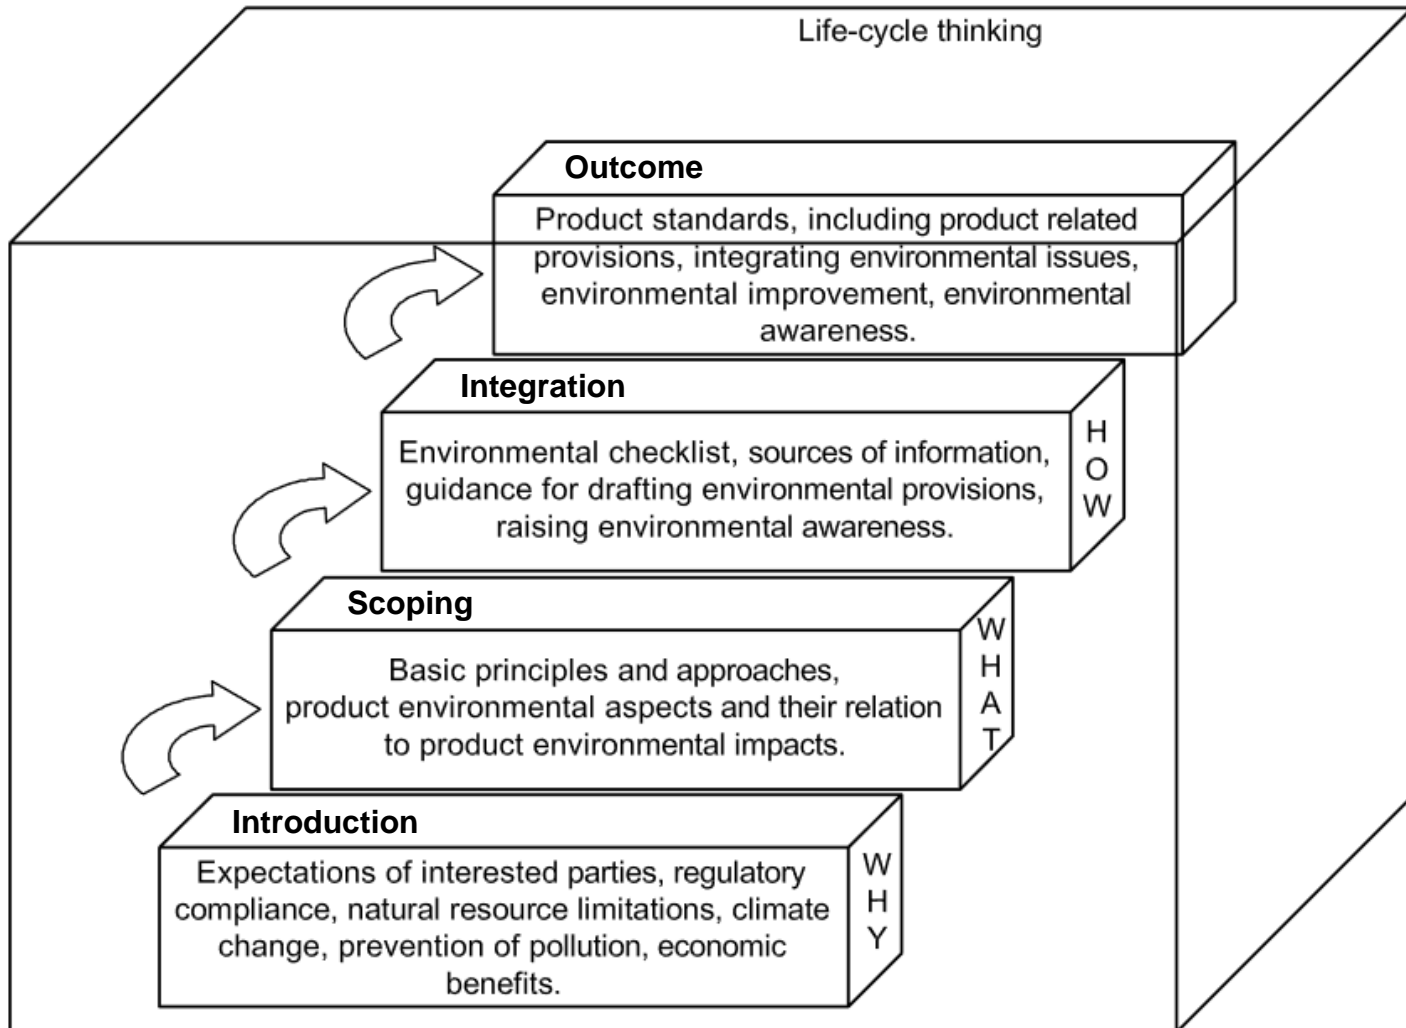 Life-cycle thinking
Outcome
Product standards, including product related
provisions, integrating environmental issues,
environmental improvement, environmental
awareness.
Integration
Environmental checklist, sources of information,
guidance for drafting environmental provisions,
raising environmental awareness.
HOW
Scoping
Basic principles and approaches,
product environmental aspects and their relation
to product environmental impacts.
WHAT
Introduction
Expectations of interested parties, regulatory
compliance, natural resource limitations, climate
change, prevention of pollution, economic
benefits.
WHY